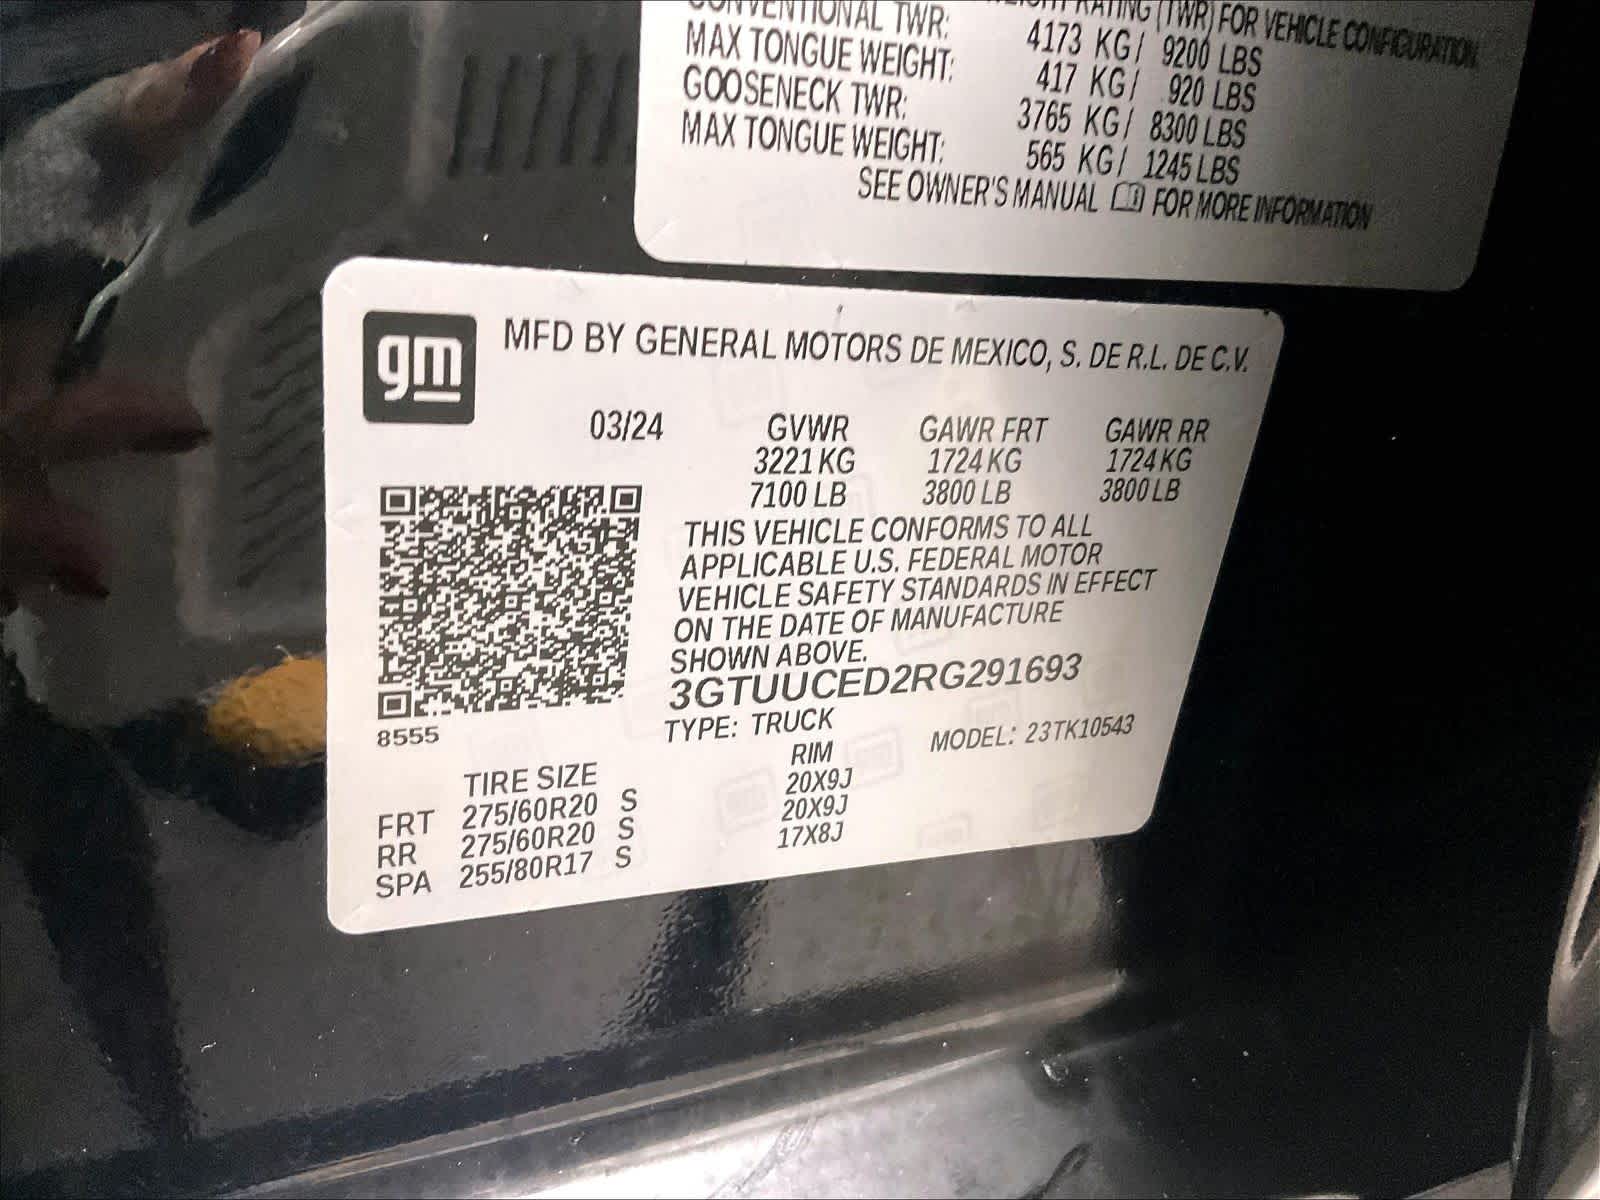 CONVENTIONAL TWR: 4173 KG/ 9200 LBS
RATING (TWR) FOR VEHICLE CONFIGURATION
MAX TONGUE WEIGHT: 417 KG/ 920 LBS
GOOSENECK TWR: 3765 KG/ 8300 LBS
MAX TONGUE WEIGHT: 565 KG/ 1245 LBS
SEE OWNER'S MANUAL FOR MORE INFORMATION
gm
MFD BY GENERAL MOTORS DE MEXICO, S. DE R.L. DE C.V.
03/24 GVWR GAWR FRT GAWR RR
3221 KG 1724 KG 1724 KG
7100 LB 3800 LB 3800 LB
THIS VEHICLE CONFORMS TO ALL
APPLICABLE U.S. FEDERAL MOTOR
VEHICLE SAFETY STANDARDS IN EFFECT
ON THE DATE OF MANUFACTURE
SHOWN ABOVE.
3GTUUCED2RG291693
8555
TYPE: TRUCK MODEL: 23TK10543
TIRE SIZE RIM
FRT 275/60R20 S 20X9J
RR 275/60R20 S 20X9J
SPA 255/80R17 S 17X8J